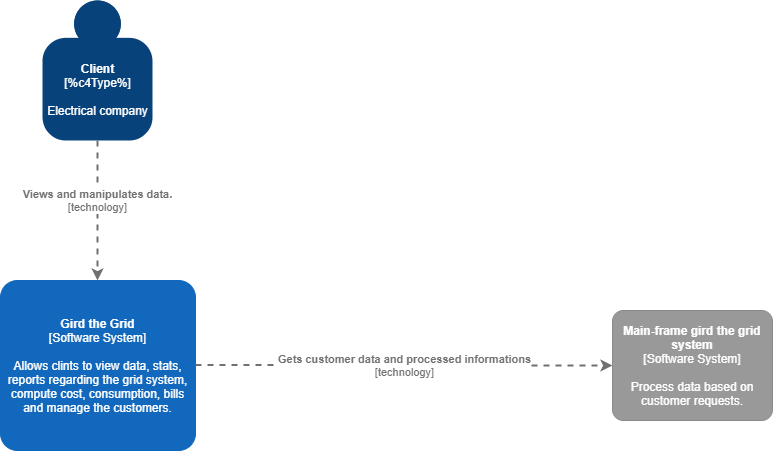 Client
[%c4Type%]
Electrical company
Views and manipulates data.
[technology]
Gird the Grid
[Software System]
Allows clints to view data, stats,
reports regarding the grid system,
compute cost, consumption, bills
and manage the customers.
Gets customer data and processed informations
[technology]
Main-frame gird the grid
system
[Software System]
Process data based on
customer requests.